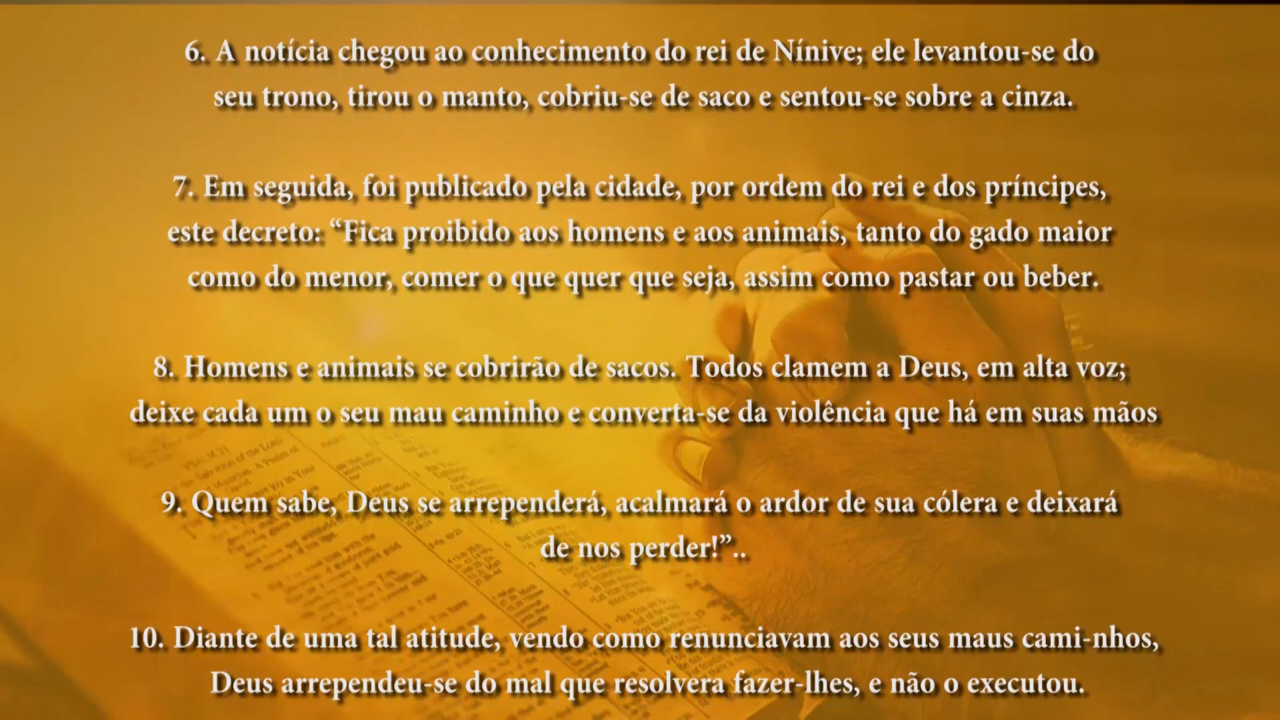 6. A notícia chegou ao conhecimento do rei de Nínive; ele levantou-se do
seu trono, tirou o manto, cobriu-se de saco e sentou-se sobre a cinza.
7. Em seguida, foi publicado pela cidade, por ordem do rei e dos príncipes,
este decreto: “Fica proibido aos homens e aos animais, tanto do gado maior
como do menor, comer o que quer que seja, assim como pastar ou beber.
8. Homens e animais se cobrirão de sacos. Todos clamem a Deus, em alta voz;
deixe cada um o seu mau caminho e converta-se da violência que há em suas mãos
9. Quem sabe, Deus se arrependerá, acalmará o ardor de sua cólera e deixará
de nos perder!”..
10. Diante de uma tal atitude, vendo como renunciavam aos seus maus cami-nhos,
Deus arrependeu-se do mal que resolvera fazer-lhes, e não o executou.